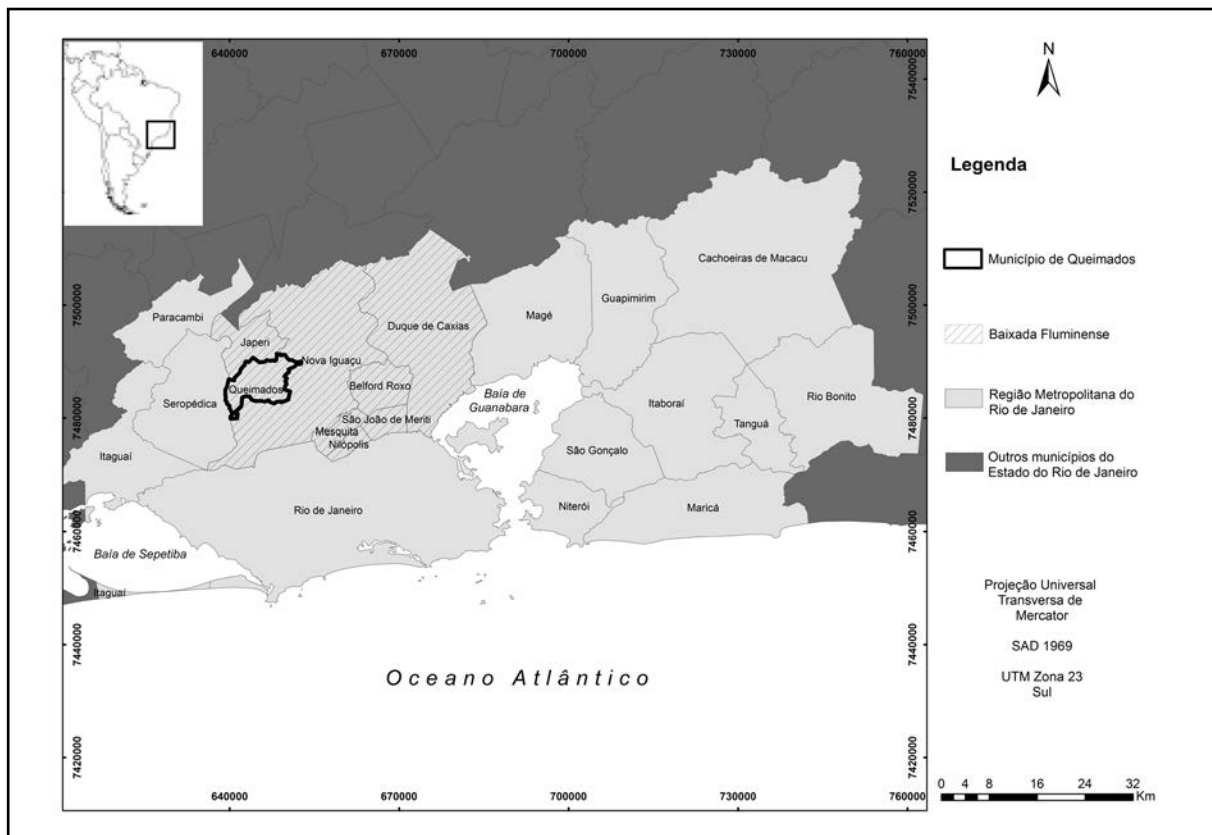 640000
670000
700000
730000
760000
7540000
7520000
7500000
7480000
7460000
7440000
7420000
Paracambi
Japeri
Nova Iguaçu
Duque de Caxias
Magé
Guapimirim
Cachoeiras de Macacu
Queimados
Seropédica
Belford Roxo
São João de Meriti
Mesquita
Nilópolis
Baía de
Guanabara
Itaboraí
Tanguá
Rio Bonito
Itaguaí
São Gonçalo
Rio de Janeiro
Niterói
Maricá
Baía de Sepetiba
Itaguaí
Oceano Atlântico
7500000
7480000
7460000
7440000
7420000
640000
670000
700000
730000
760000
N
Legenda
Município de Queimados
Baixada Fluminense
Região Metropolitana do
Rio de Janeiro
Outros municípios do
Estado do Rio de Janeiro
Projeção Universal
Transversa de
Mercator
SAD 1969
UTM Zona 23
Sul
0 4 8 16 24 32
Km